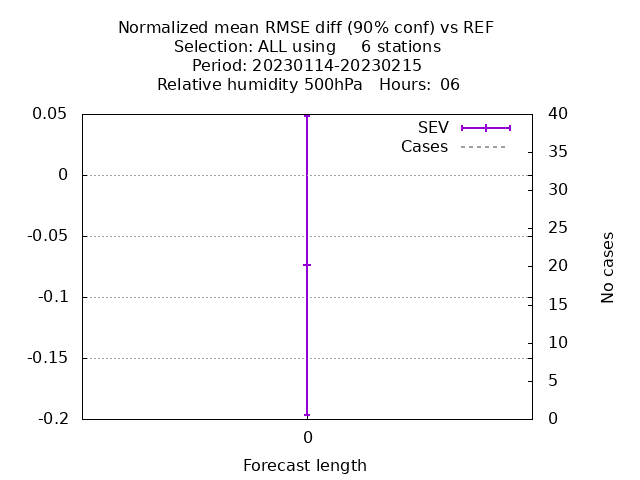 Normalized mean RMSE diff (90% conf) vs REF
Selection: ALL using     6 stations
Period: 20230114-20230215
Relative humidity 500hPa   Hours:  06
SEV
Cases
0.05
0
-0.05
-0.1
-0.15
-0.2
40
35
30
25
20
15
10
5
0
No cases
0
Forecast length